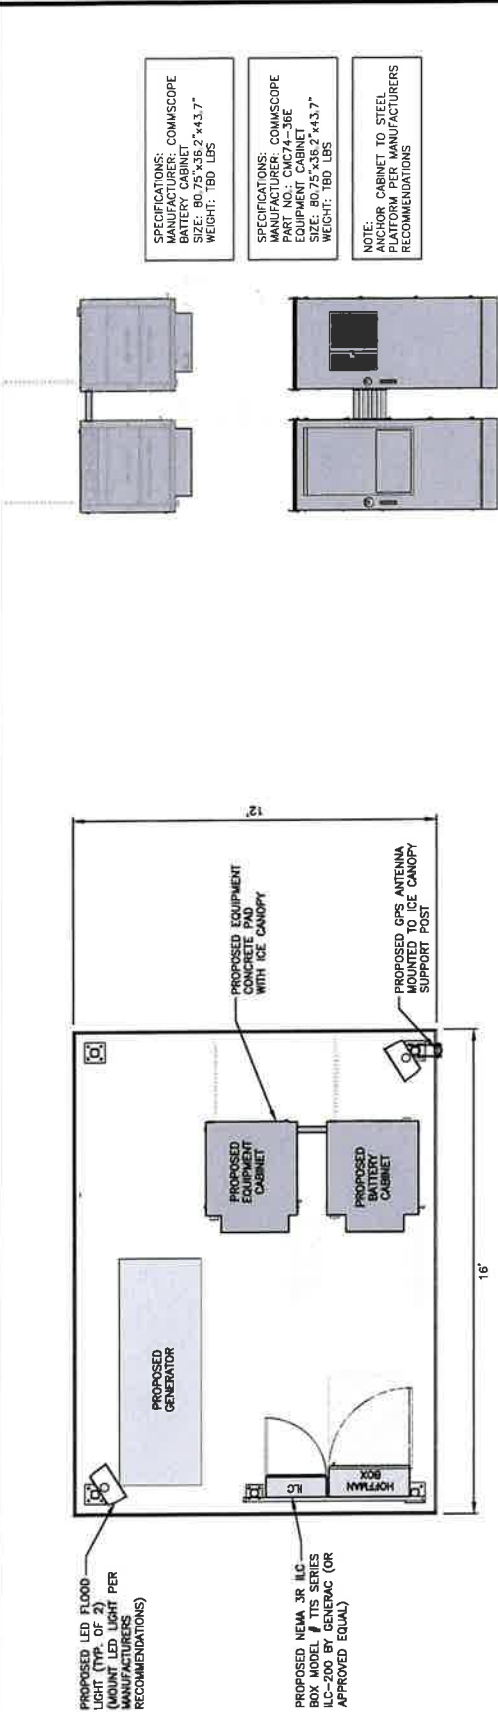 PROPOSED LED FLOOD
LIGHT (TYP. OF 2)
(MOUNT LED LIGHT PER
MANUFACTURERS
RECOMMENDATIONS)
PROPOSED NEMA 3R ILC
BOX MODEL # TTS SERIES
ILC-200 BY GENERAC (OR
APPROVED EQUAL)
PROPOSED
GENERATOR
ILC
HOFFMAN
BOX
PROPOSED
EQUIPMENT
CABINET
PROPOSED
BATTERY
CABINET
16'
12'
PROPOSED EQUIPMENT
CONCRETE PAD
WITH ICE CANOPY
PROPOSED GPS ANTENNA
MOUNTED TO ICE CANOPY
SUPPORT POST
SPECIFICATIONS:
MANUFACTURER: COMMSCOPE
BATTERY CABINET
SIZE: 80.75"x36.2"x43.7"
WEIGHT: TBD LBS
SPECIFICATIONS:
MANUFACTURER: COMMSCOPE
PART NO.: CMC74-36E
EQUIPMENT CABINET
SIZE: 80.75"x36.2"x43.7"
WEIGHT: TBD LBS
NOTE:
ANCHOR CABINET TO STEEL
PLATFORM PER MANUFACTURERS
RECOMMENDATIONS